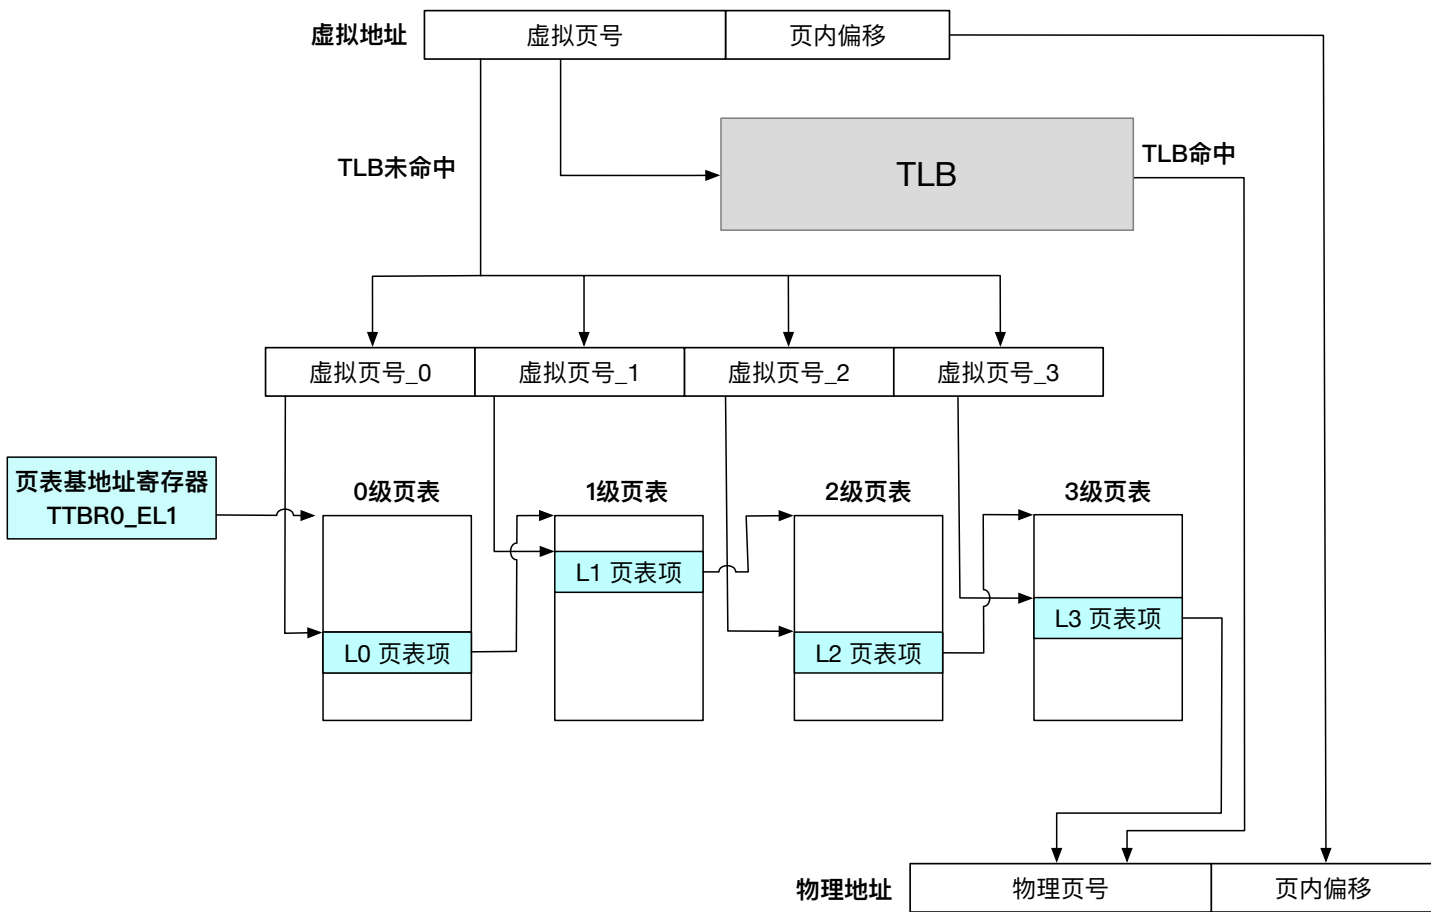 虚拟地址
虚拟页号
页内偏移
TLB未命中
TLB
TLB命中
虚拟页号_0
虚拟页号_1
虚拟页号_2
虚拟页号_3
页表基地址寄存器
TTBR0_EL1
0级页表
1级页表
2级页表
3级页表
L1 页表项
L3 页表项
L0 页表项
L2 页表项
物理地址
物理页号
页内偏移